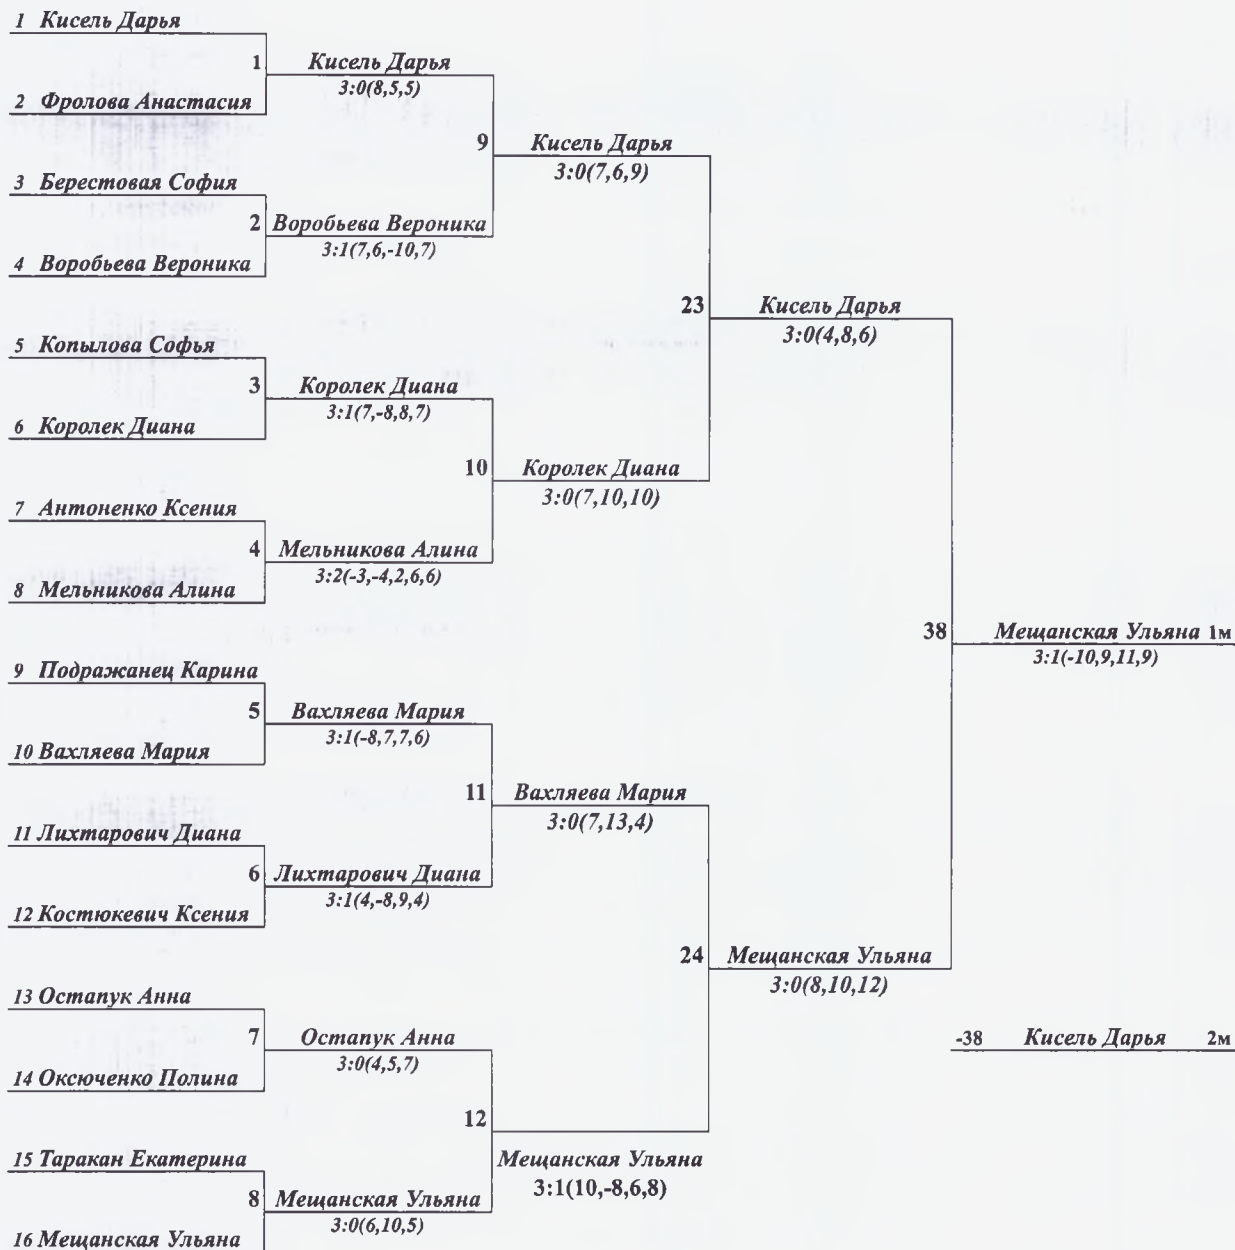 1 Кисель Дарья
1 Кисель Дарья
3:0(8,5,5)
2 Фролова Анастасия
9 Кисель Дарья
3:0(7,6,9)
3 Берестовая София
2 Воробьева Вероника
3:1(7,6,-10,7)
4 Воробьева Вероника
23 Кисель Дарья
3:0(4,8,6)
5 Копылова Софья
3 Королек Диана
3:1(7,-8,8,7)
6 Королек Диана
10 Королек Диана
3:0(7,10,10)
7 Антоненко Ксения
4 Мельникова Алина
3:2(-3,-4,2,6,6)
8 Мельникова Алина
38 Мещанская Ульяна 1м
3:1(-10,9,11,9)
9 Подражанец Карина
5 Вахляева Мария
3:1(-8,7,7,6)
10 Вахляева Мария
11 Вахляева Мария
3:0(7,13,4)
11 Лихтарович Диана
6 Лихтарович Диана
3:1(4,-8,9,4)
12 Костюкевич Ксения
24 Мещанская Ульяна
3:0(8,10,12)
13 Остапук Анна
7 Остапук Анна
3:0(4,5,7)
-38 Кисель Дарья 2м
14 Оксюченко Полина
12
Мещанская Ульяна
3:1(10,-8,6,8)
15 Таракан Екатерина
8 Мещанская Ульяна
3:0(6,10,5)
16 Мещанская Ульяна